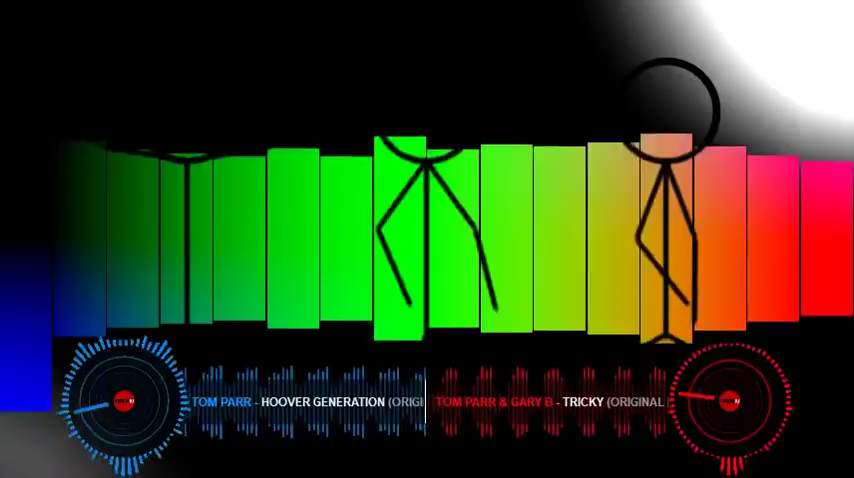 TOM PARR - HOOVER GENERATION (ORIGI
TOM PARR & GARY B - TRICKY (ORIGINAL